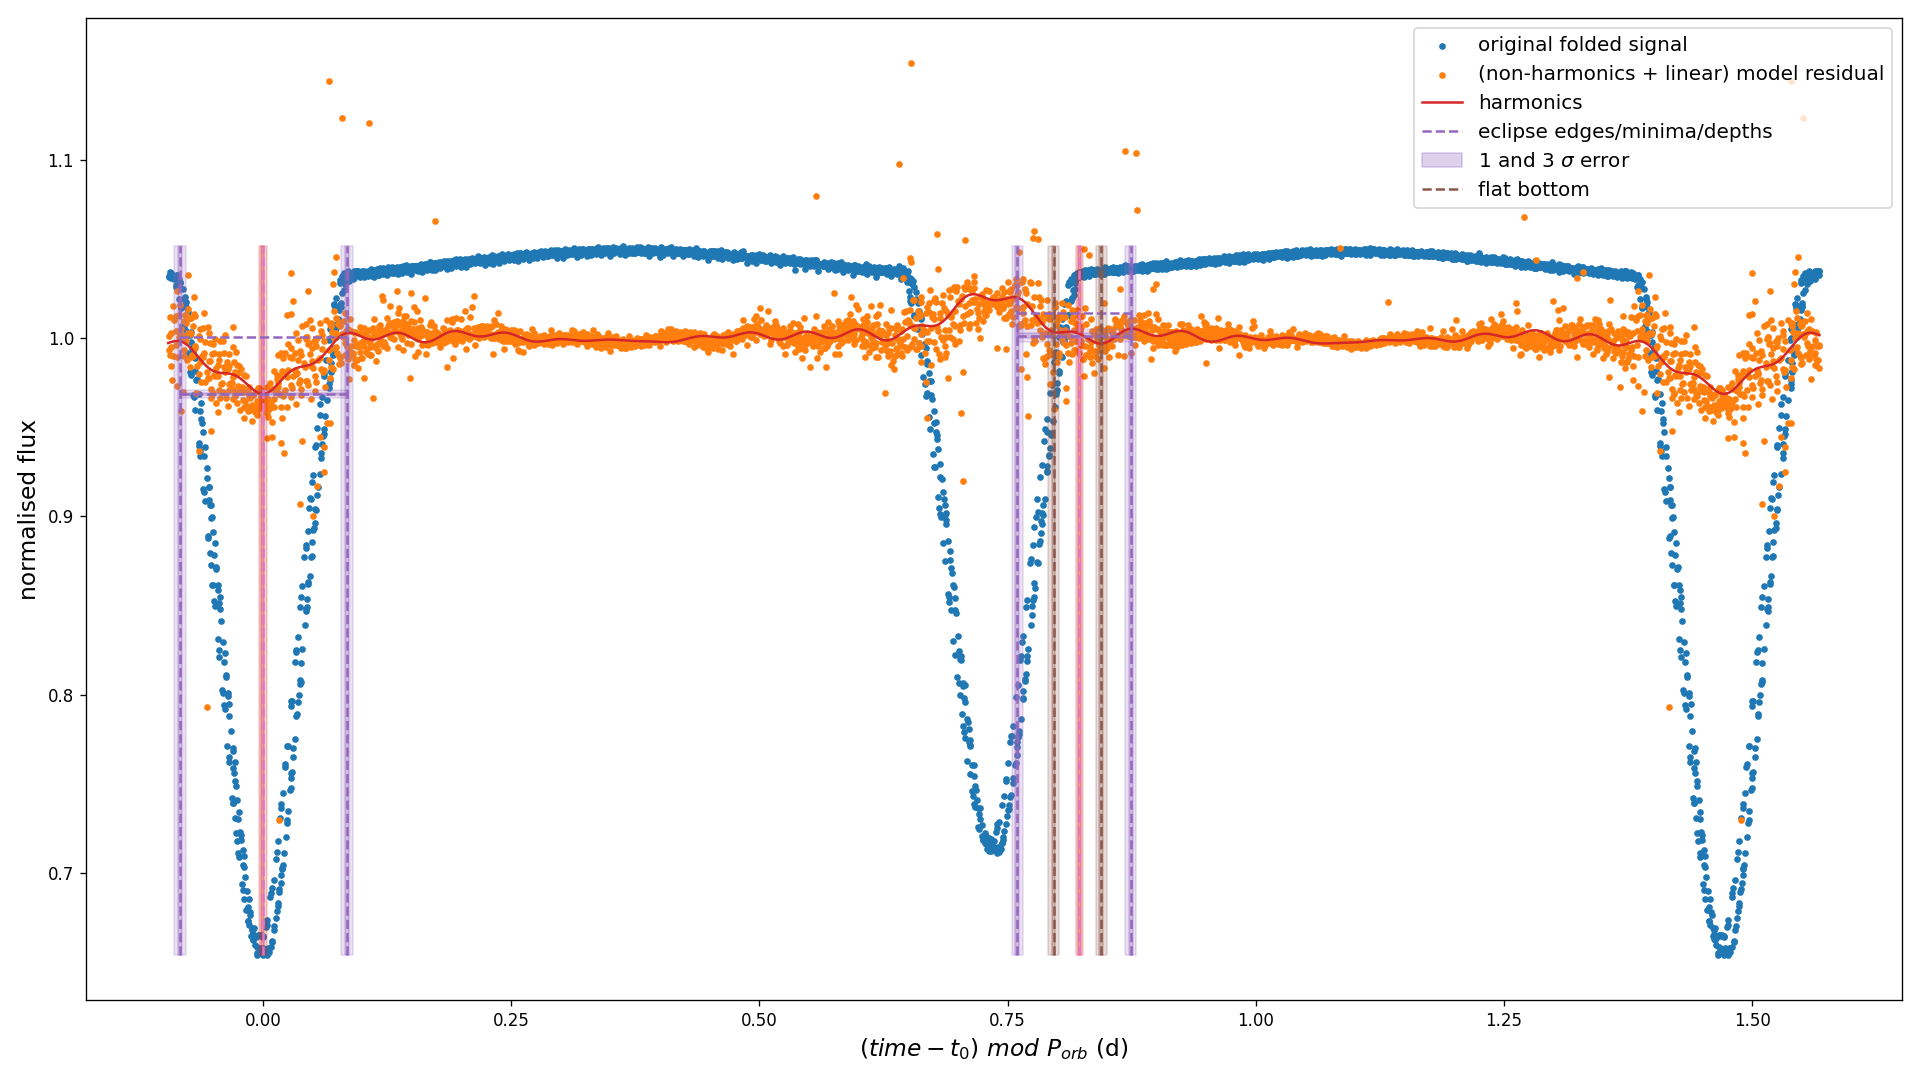 original folded signal
(non-harmonics + linear) model residual
harmonics
eclipse edges/minima/depths
1 and 3 σ error
flat bottom
normalised flux
1.1
1.0
0.9
0.8
0.7
0.00 0.25 0.50 0.75 1.00 1.25 1.50
(time − t₀) mod P_orb (d)